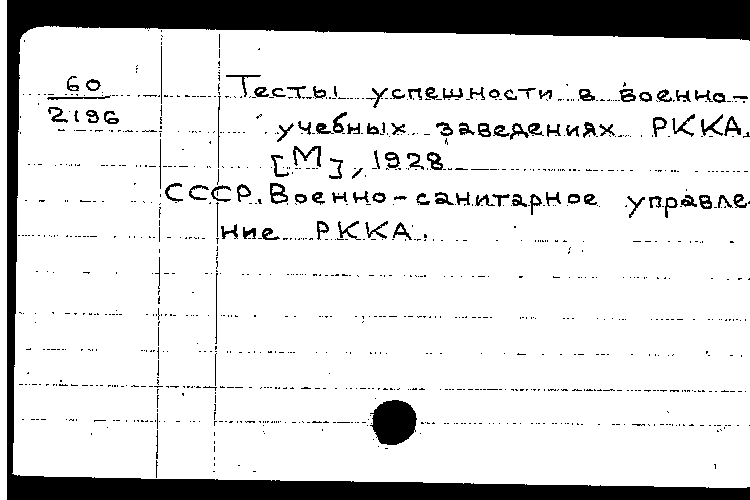 60
2196
Тесты успешности в военно-
учебных заведениях РККА.
[М], 1928
СССР. Военно-санитарное управле-
ние РККА.